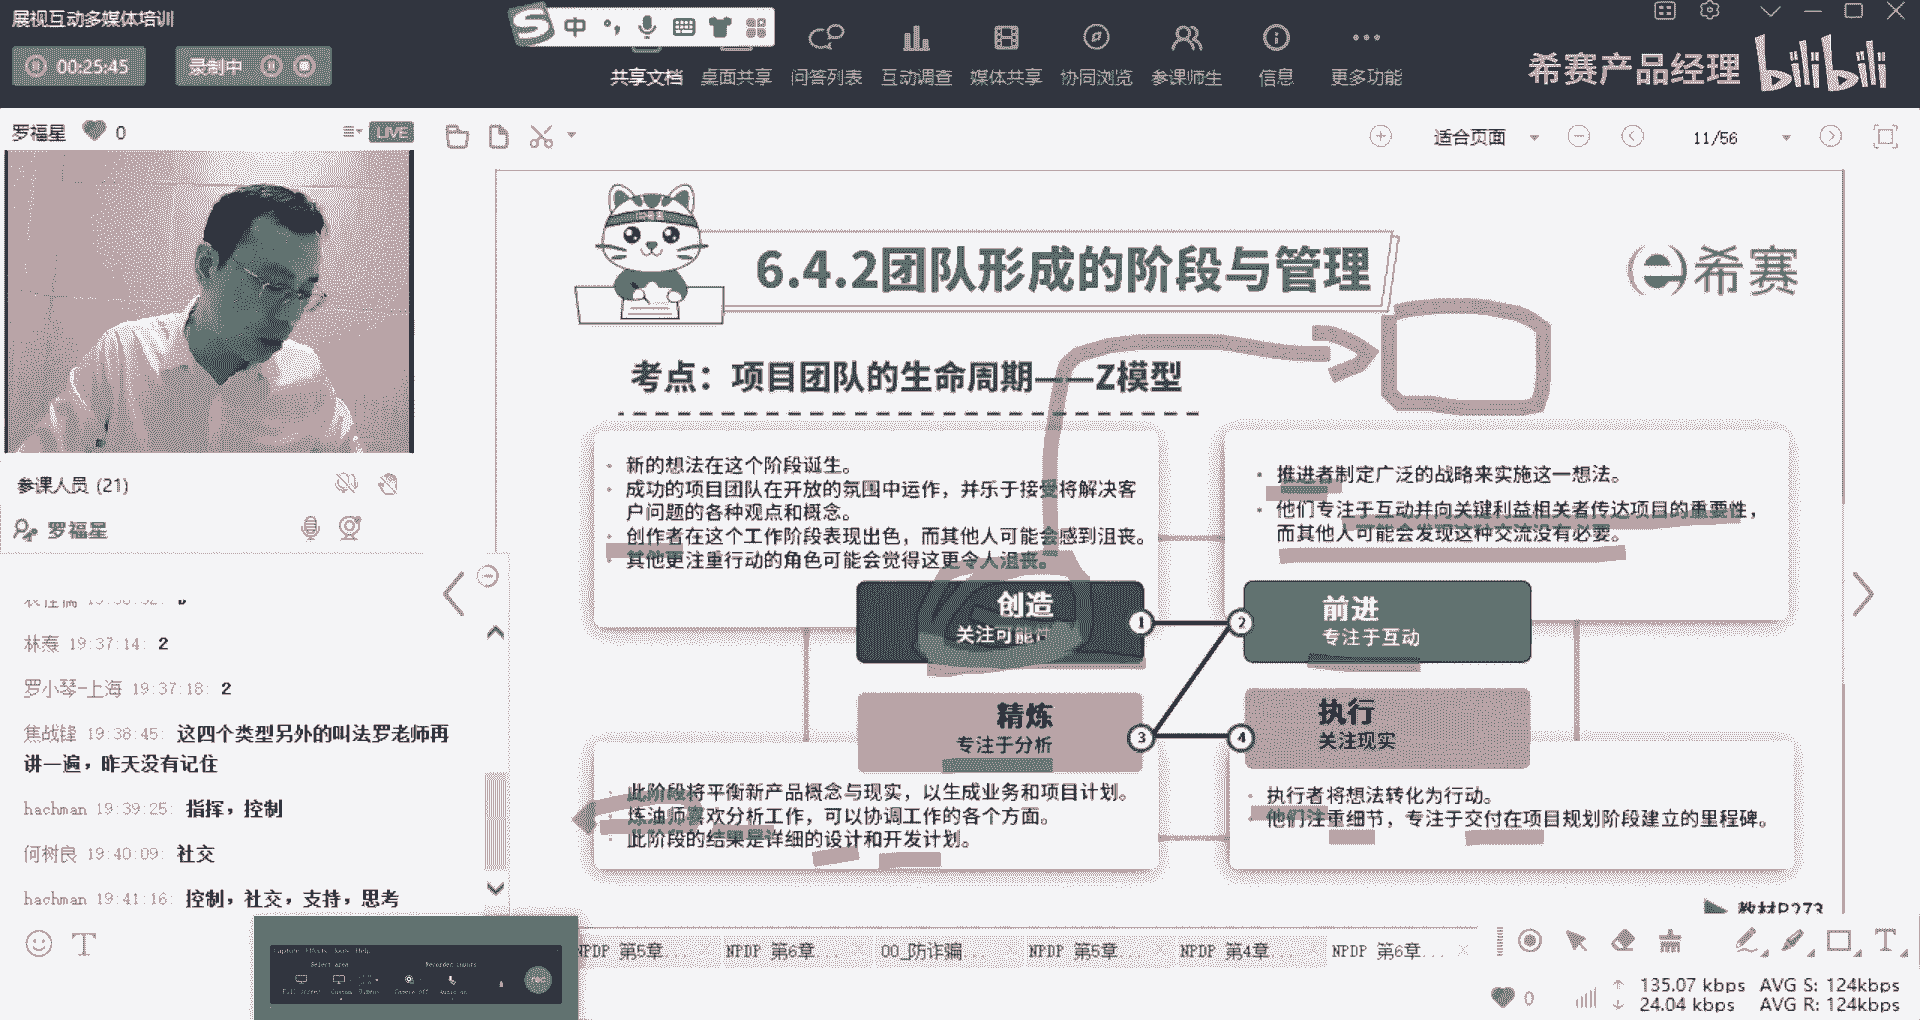 展视互动多媒体培训
中
00:25:45
录制中
共享文档
桌面共享
问答列表
互动调查
媒体共享
协同浏览
参课师生
信息
更多功能
希赛产品经理
bilibili
罗福星
0
LIVE
适合页面
11/56
6.4.2团队形成的阶段与管理
希赛
考点：项目团队的生命周期——Z模型
新的想法在这个阶段诞生。
成功的项目团队在开放的氛围中运作，并乐于接受将解决客
户问题的各种观点和概念。
创作者在这个工作阶段表现出色，而其他人可能会感到沮丧。
其他更注重行动的角色可能会觉得这更令人沮丧。
推进者制定广泛的战略来实施这一想法。
他们专注于互动并向关键利益相关者传达项目的重要性，
而其他人可能会发现这种交流没有必要。
创造
关注可能性
1
2
前进
专注于互动
精炼
专注于分析
3
4
执行
关注现实
此阶段将平衡新产品概念与现实，以生成业务和项目计划。
炼油师喜欢分析工作，可以协调工作的各个方面。
此阶段的结果是详细的设计和开发计划。
执行者将想法转化为行动。
他们注重细节，专注于交付在项目规划阶段建立的里程碑。
教材P273
参课人员 (21)
罗福星
19:37:14: 2
罗小琴-上海 19:37:18: 2
焦战锋 19:38:45: 这四个类型另外的叫法罗老师再
讲一遍，昨天没有记住
hachman 19:39:25: 指挥，控制
何树良 19:40:09: 社交
hachman 19:41:16: 控制，社交，支持，思考
NPDP 第5章...
NPDP 第6章...
00_防诈骗...
NPDP 第5章...
NPDP 第4章...
NPDP 第6章...
0
135.07 kbps AVG S: 124kbps
24.04 kbps AVG R: 124kbps